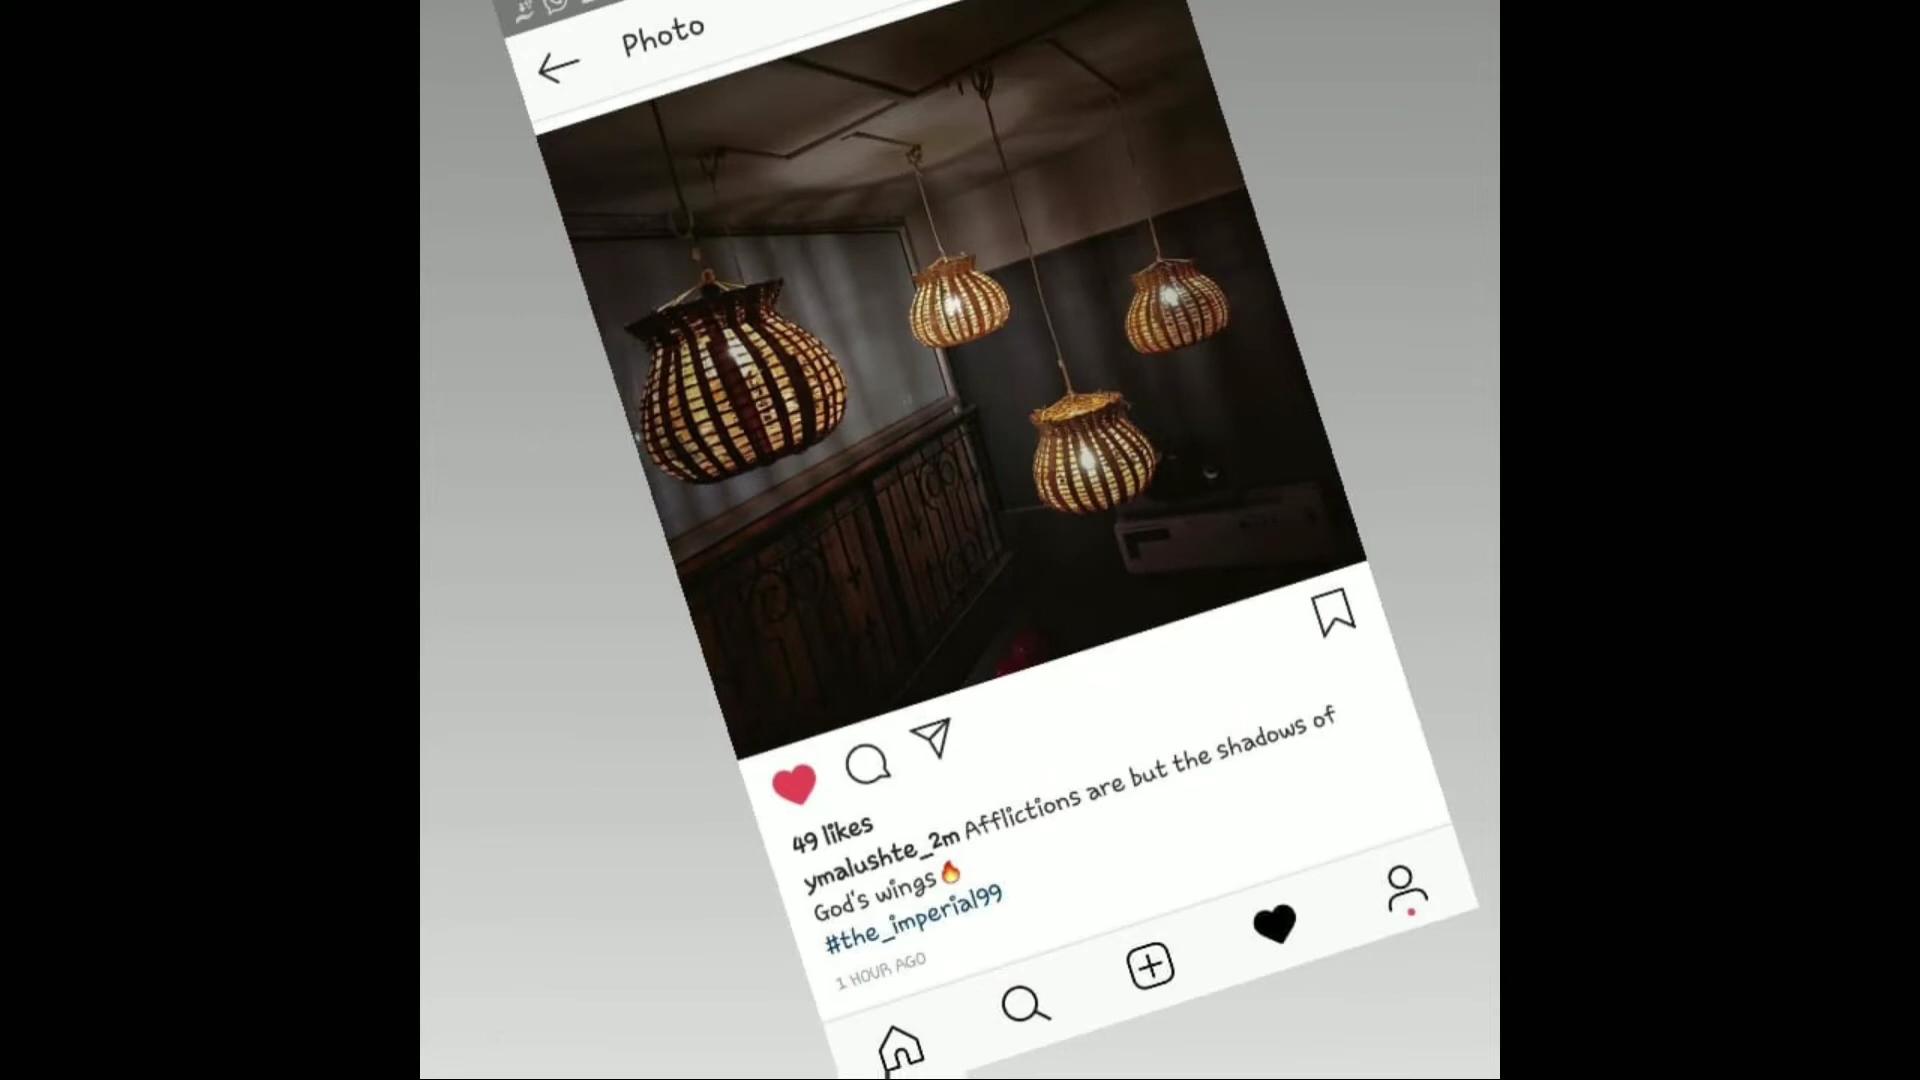 Photo
49 likes
ymalushte_2m Afflictions are but the shadows of
God's wings🔥
#the_imperial99
1 HOUR AGO